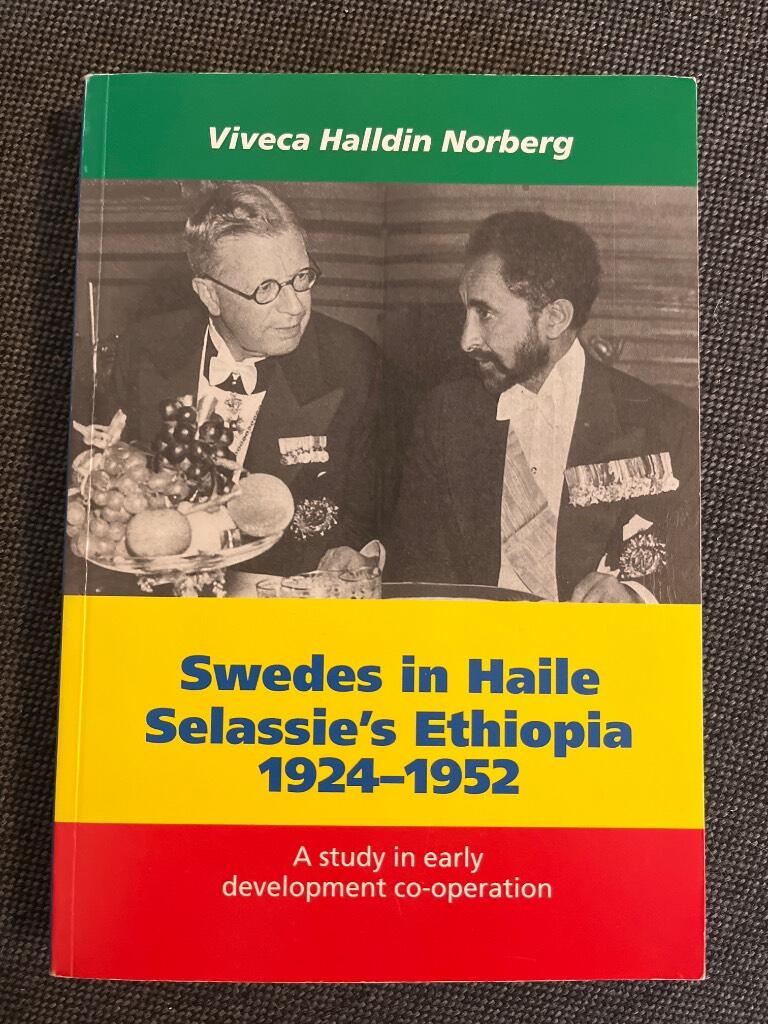 Viveca Halldin Norberg
Swedes in Haile
Selassie's Ethiopia
1924–1952
A study in early
development co-operation